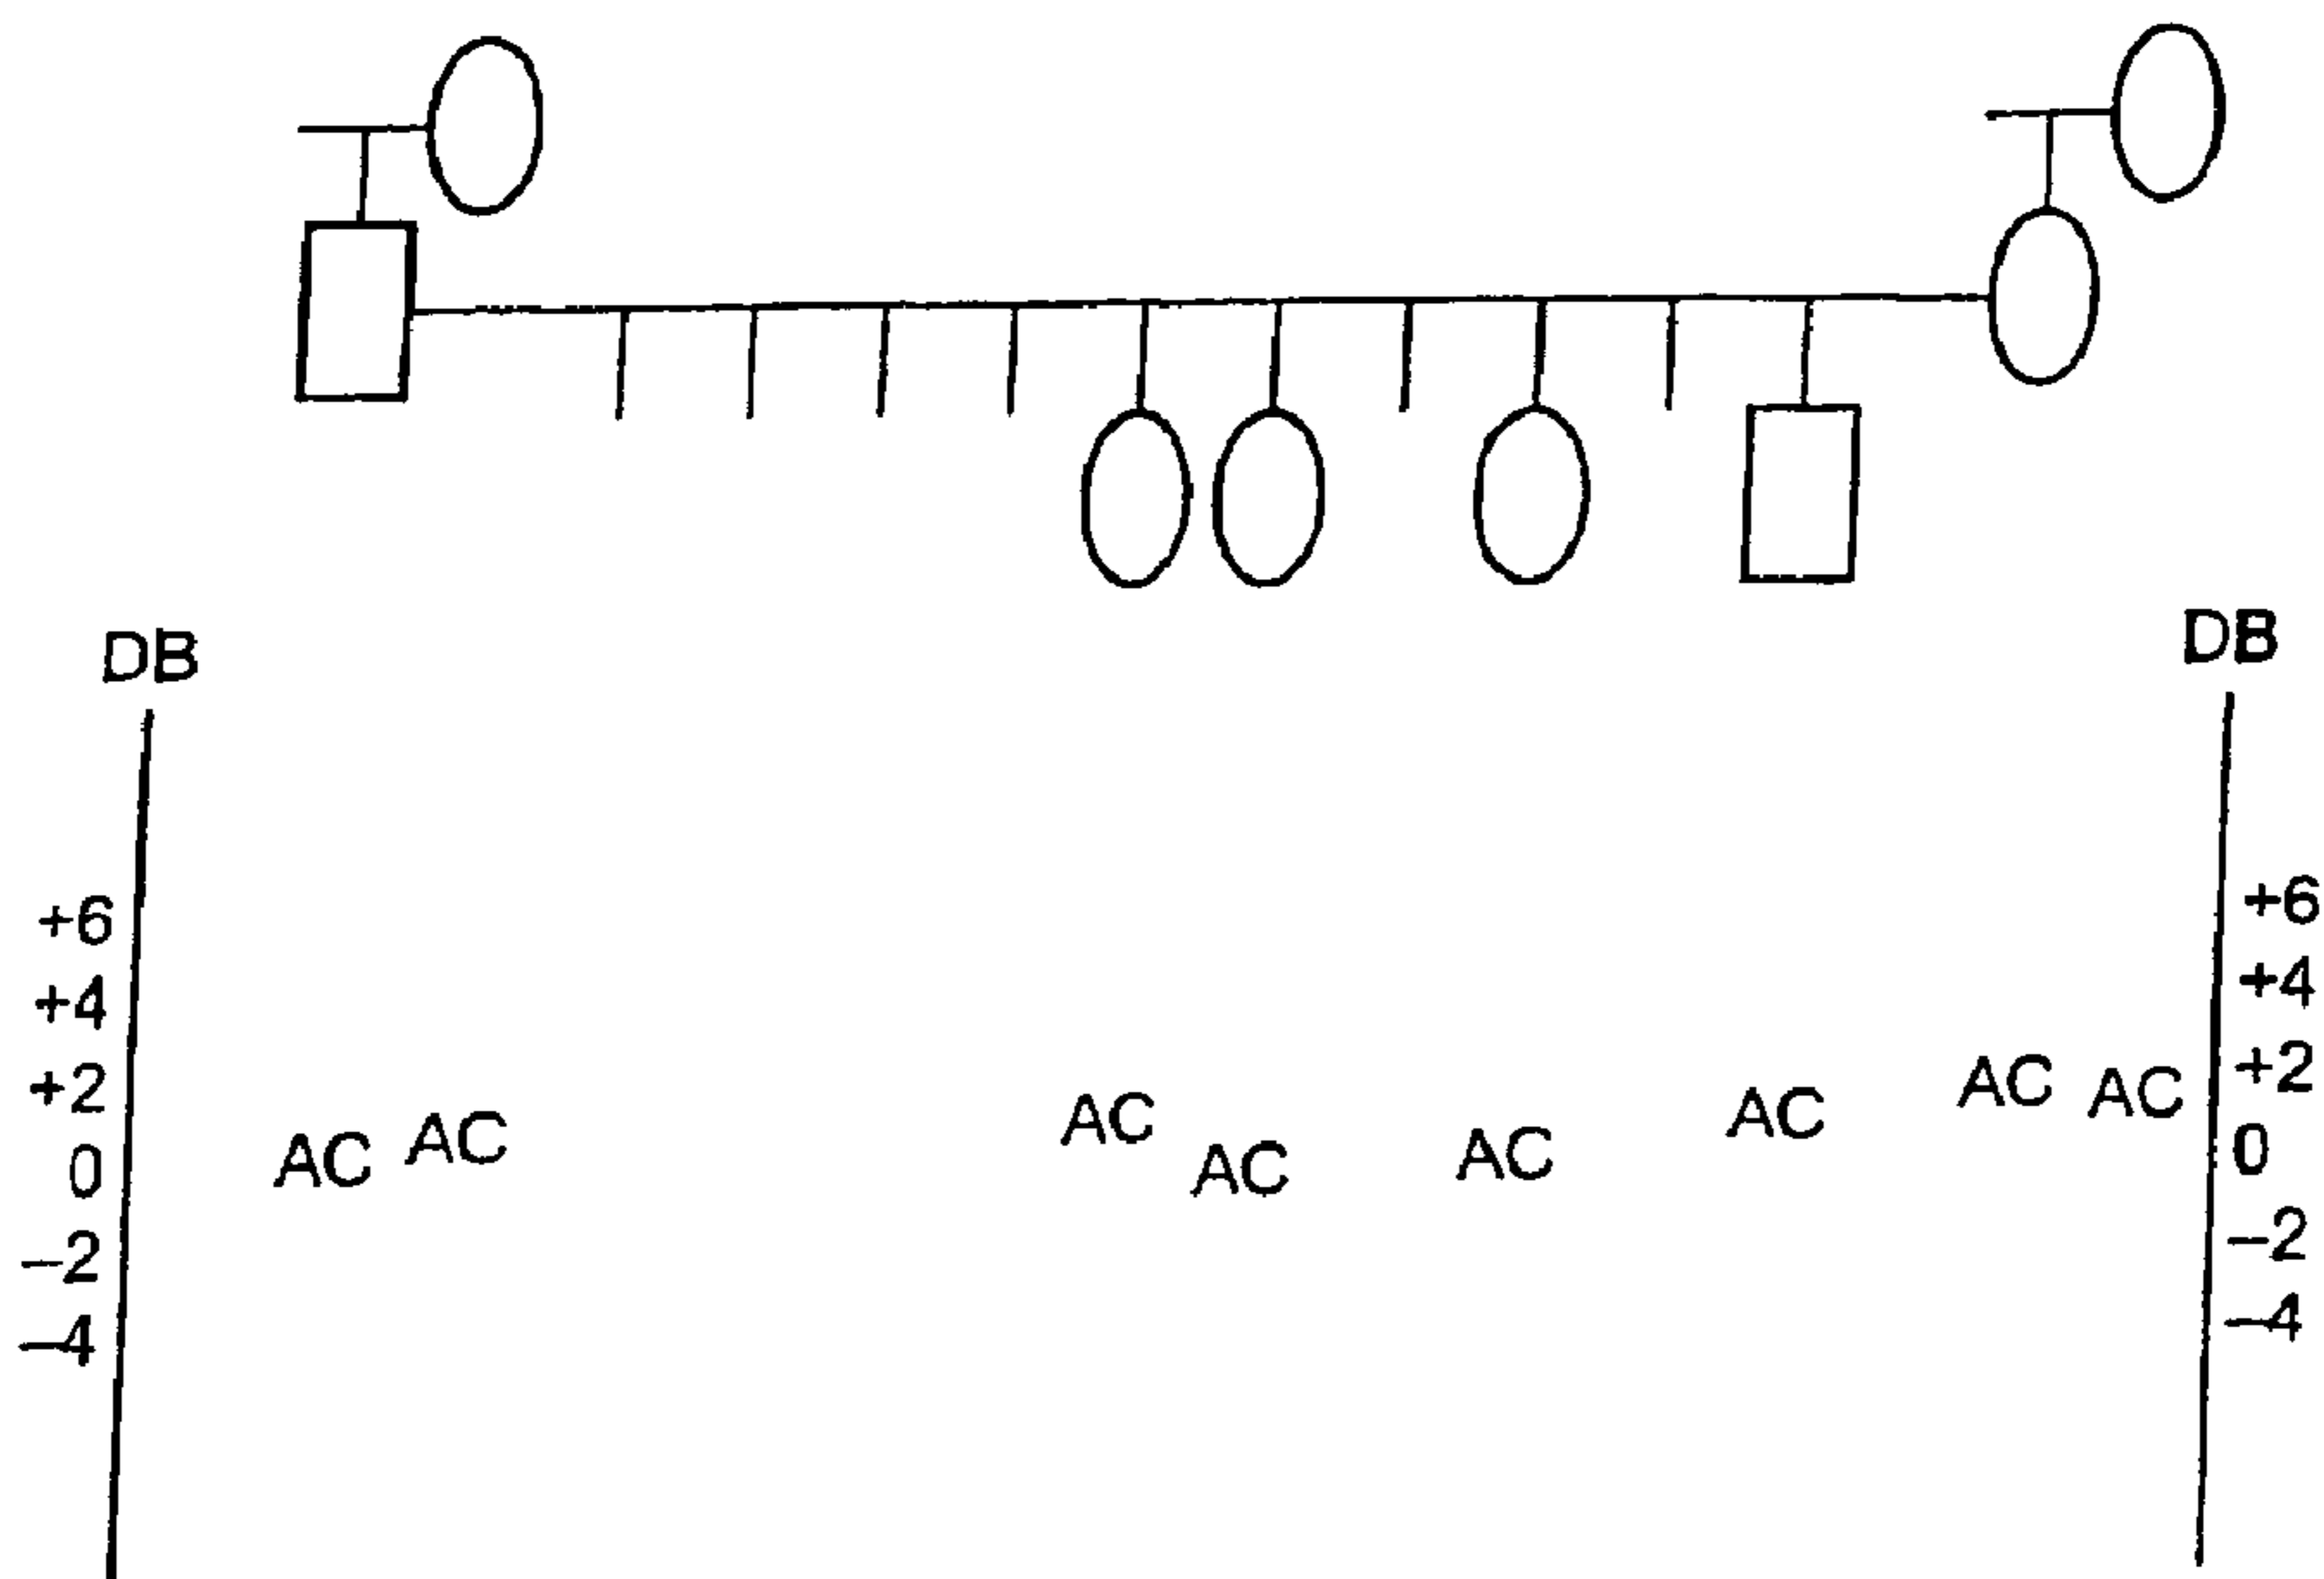 DB DB
+6 +6
+4 +4
+2 AC AC +2
AC AC AC AC AC AC
0 0
−2 −2
−4 −4